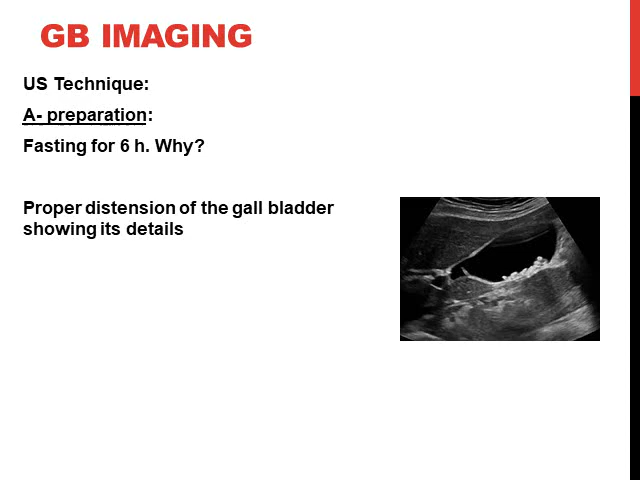 GB IMAGING
US Technique:
A- preparation:
Fasting for 6 h. Why?
Proper distension of the gall bladder
showing its details